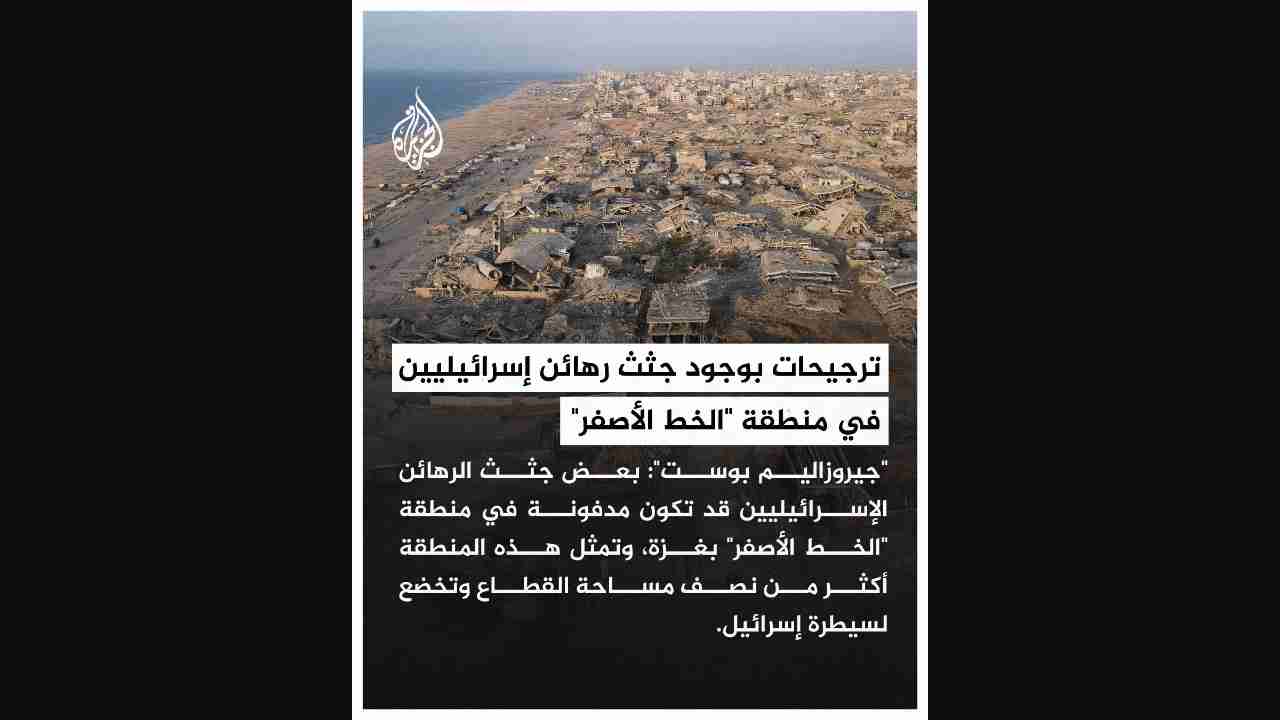 الجزيرة
ترجيحات بوجود جثث رهائن إسرائيليين
في منطقة "الخط الأصفر"
"جيروزاليم بوست": بعض جثث الرهائن
الإسرائيليين قد تكون مدفونة في منطقة
"الخط الأصفر" بغزة، وتمثل هذه المنطقة
أكثر من نصف مساحة القطاع وتخضع
لسيطرة إسرائيل.